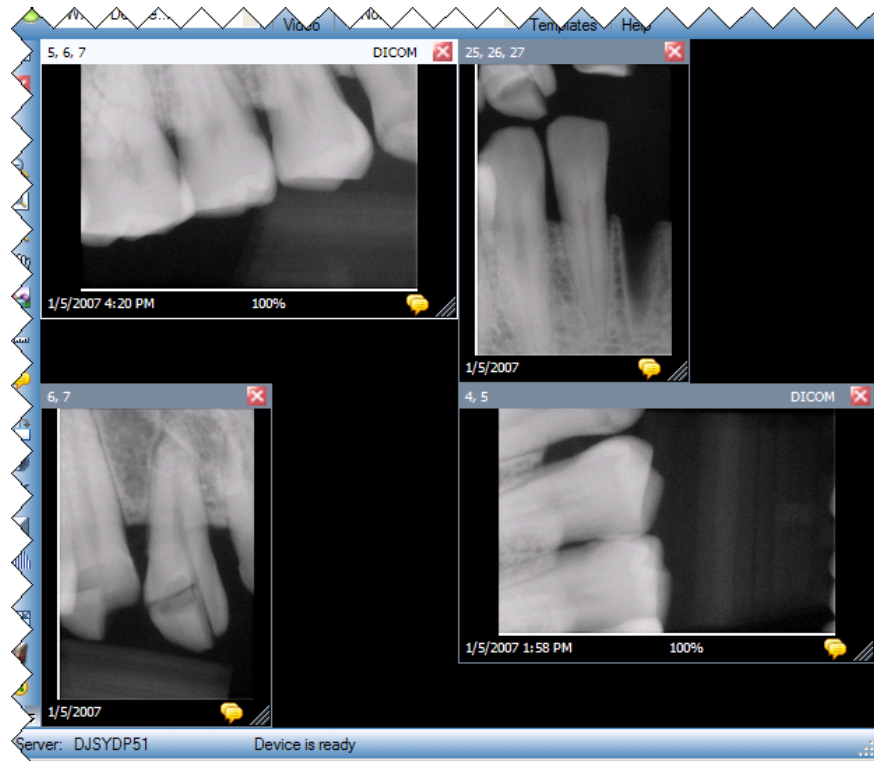 Video
Templates Help
5, 6, 7 DICOM
25, 26, 27
1/5/2007 4:20 PM 100%
1/5/2007
6, 7
4, 5 DICOM
1/5/2007 1:58 PM 100%
1/5/2007
Server: DJSYDP51 Device is ready